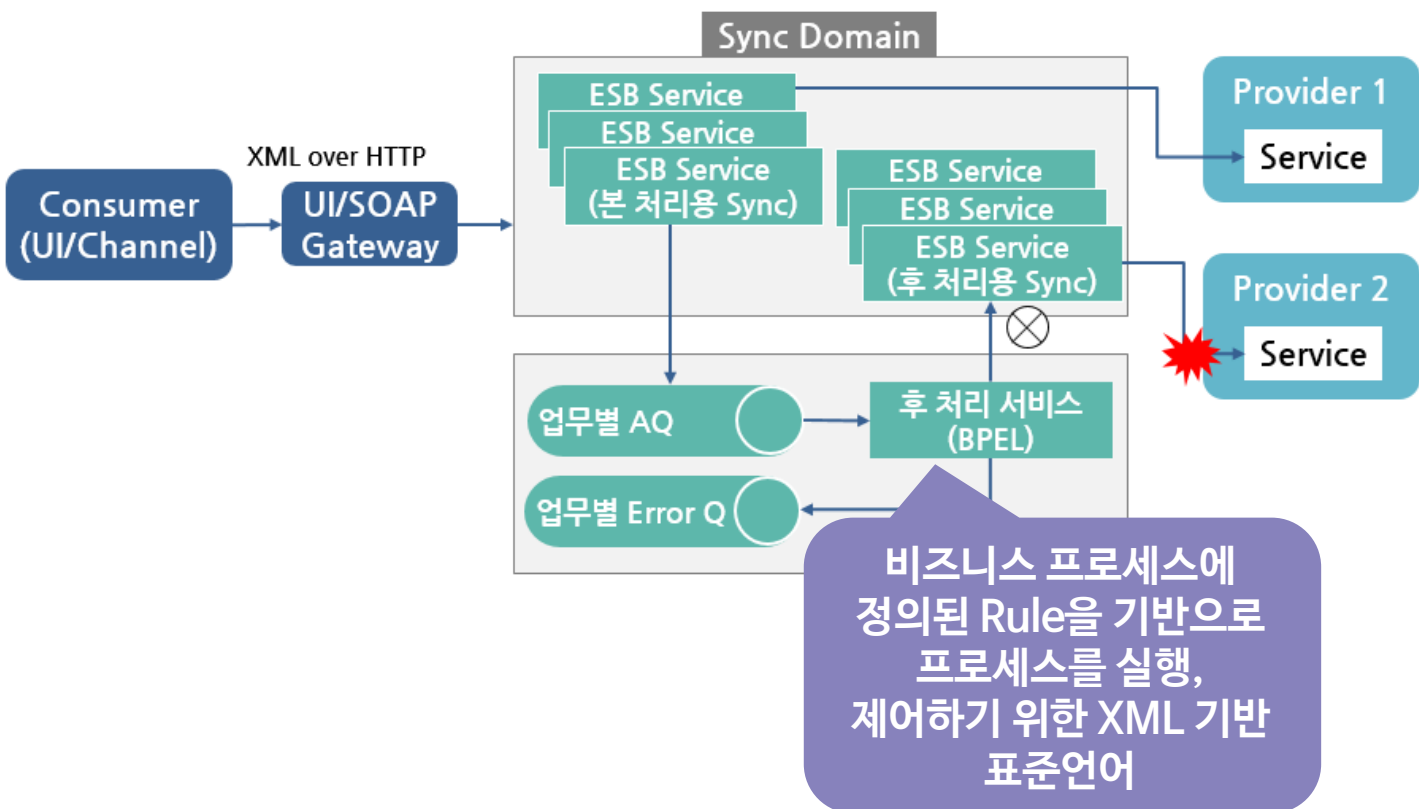 Sync Domain
ESB Service
ESB Service
ESB Service
(본 처리용 Sync)
ESB Service
ESB Service
ESB Service
(후 처리용 Sync)
Provider 1
Service
XML over HTTP
Consumer
(UI/Channel)
UI/SOAP
Gateway
Provider 2
Service
업무별 AQ
후 처리 서비스
(BPEL)
업무별 Error Q
비즈니스 프로세스에
정의된 Rule을 기반으로
프로세스를 실행,
제어하기 위한 XML 기반
표준언어